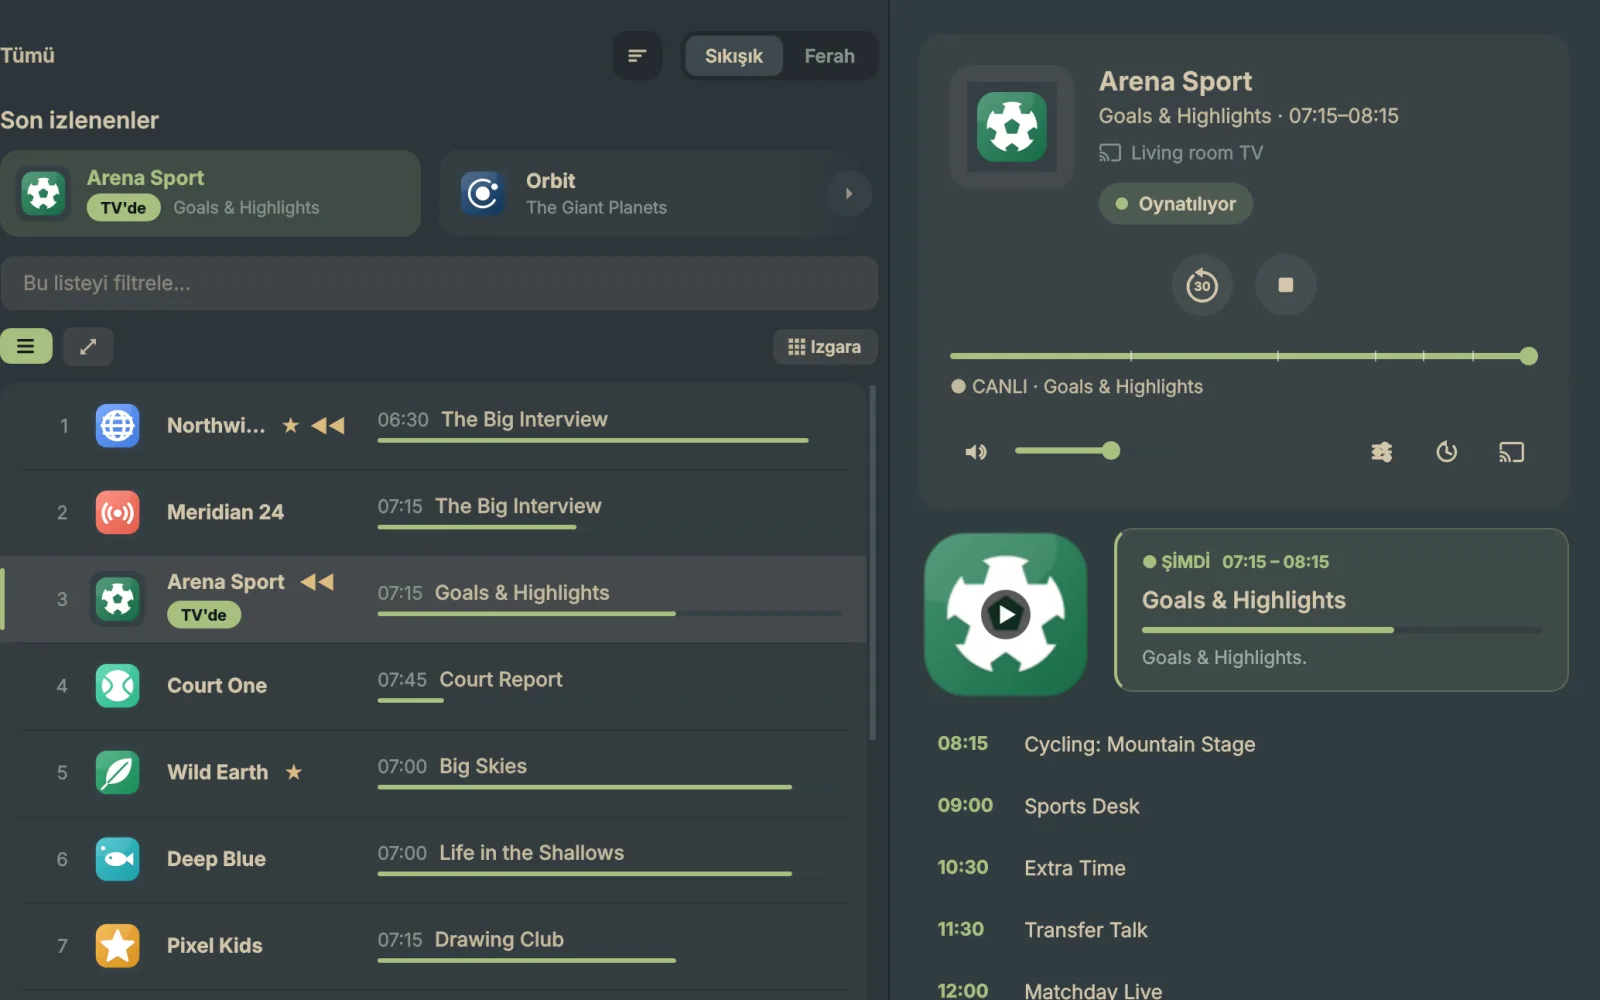 Tümü
Sıkışık
Ferah
Son izlenenler
Arena Sport
TV'de
Goals & Highlights
Orbit
The Giant Planets
Bu listeyi filtrele...
Izgara
1
Northwi...
06:30 The Big Interview
2
Meridian 24
07:15 The Big Interview
3
Arena Sport
TV'de
07:15 Goals & Highlights
4
Court One
07:45 Court Report
5
Wild Earth
07:00 Big Skies
6
Deep Blue
07:00 Life in the Shallows
7
Pixel Kids
07:15 Drawing Club
Arena Sport
Goals & Highlights · 07:15–08:15
Living room TV
Oynatılıyor
30
CANLI · Goals & Highlights
ŞİMDİ 07:15 – 08:15
Goals & Highlights
Goals & Highlights.
08:15 Cycling: Mountain Stage
09:00 Sports Desk
10:30 Extra Time
11:30 Transfer Talk
12:00 Matchday Live